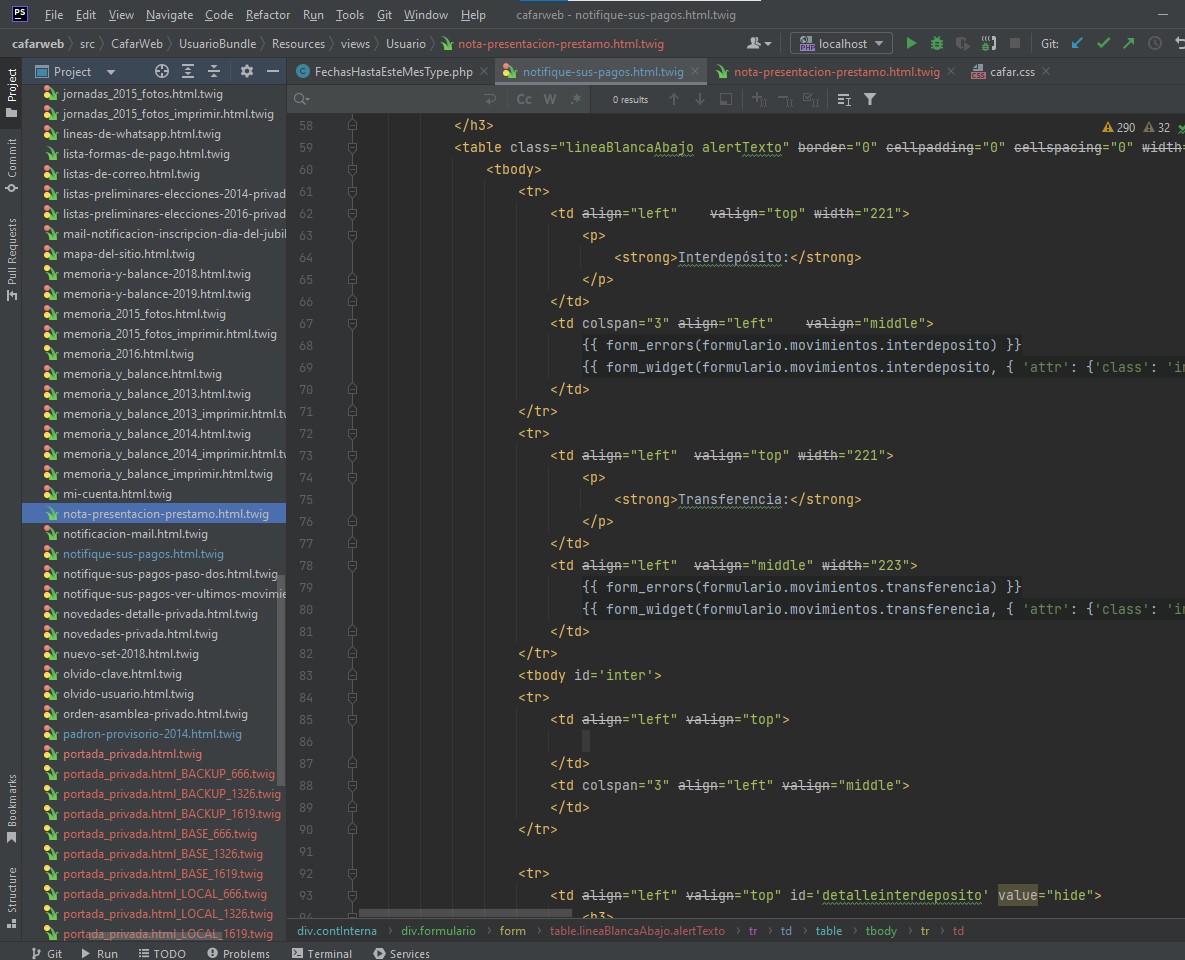 PS File Edit View Navigate Code Refactor Run Tools Git Window Help cafarweb - notifique-sus-pagos.html.twig
cafarweb › src › CafarWeb › UsuarioBundle › Resources › views › Usuario › nota-presentacion-prestamo.html.twig localhost Git:
Project
Commit
Pull Requests
Bookmarks
Structure
Project
jornadas_2015_fotos.html.twig
jornadas_2015_fotos_imprimir.html.twig
lineas-de-whatsapp.html.twig
lista-formas-de-pago.html.twig
listas-de-correo.html.twig
listas-preliminares-elecciones-2014-privad
listas-preliminares-elecciones-2016-privad
mail-notificacion-inscripcion-dia-del-jubil
mapa-del-sitio.html.twig
memoria-y-balance-2018.html.twig
memoria-y-balance-2019.html.twig
memoria_2015_fotos.html.twig
memoria_2015_fotos_imprimir.html.twig
memoria_2016.html.twig
memoria_y_balance.html.twig
memoria_y_balance_2013.html.twig
memoria_y_balance_2013_imprimir.html.tw
memoria_y_balance_2014.html.twig
memoria_y_balance_2014_imprimir.html.tw
memoria_y_balance_imprimir.html.twig
mi-cuenta.html.twig
nota-presentacion-prestamo.html.twig
notificacion-mail.html.twig
notifique-sus-pagos.html.twig
notifique-sus-pagos-paso-dos.html.twig
notifique-sus-pagos-ver-ultimos-movimie
novedades-detalle-privada.html.twig
novedades-privada.html.twig
nuevo-set-2018.html.twig
olvido-clave.html.twig
olvido-usuario.html.twig
orden-asamblea-privado.html.twig
padron-provisorio-2014.html.twig
portada_privada.html.twig
portada_privada.html_BACKUP_666.twig
portada_privada.html_BACKUP_1326.twig
portada_privada.html_BACKUP_1619.twig
portada_privada.html_BASE_666.twig
portada_privada.html_BASE_1326.twig
portada_privada.html_BASE_1619.twig
portada_privada.html_LOCAL_666.twig
portada_privada.html_LOCAL_1326.twig
portada_privada.html_LOCAL_1619.twig
FechasHastaEsteMesType.php notifique-sus-pagos.html.twig nota-presentacion-prestamo.html.twig cafar.css
Cc W .* 0 results
290 32
58 </h3>
59 <table class="lineaBlancaAbajo alertTexto" border="0" cellpadding="0" cellspacing="0" width=
60 <tbody>
61 <tr>
62 <td align="left" valign="top" width="221">
63 <p>
64 <strong>Interdepósito:</strong>
65 </p>
66 </td>
67 <td colspan="3" align="left" valign="middle">
68 {{ form_errors(formulario.movimientos.interdeposito) }}
69 {{ form_widget(formulario.movimientos.interdeposito, { 'attr': {'class': 'in
70 </td>
71 </tr>
72 <tr>
73 <td align="left" valign="top" width="221">
74 <p>
75 <strong>Transferencia:</strong>
76 </p>
77 </td>
78 <td align="left" valign="middle" width="223">
79 {{ form_errors(formulario.movimientos.transferencia) }}
80 {{ form_widget(formulario.movimientos.transferencia, { 'attr': {'class': 'in
81 </td>
82 </tr>
83 <tbody id='inter'>
84 <tr>
85 <td align="left" valign="top">
86
87 </td>
88 <td colspan="3" align="left" valign="middle">
89 </td>
90 </tr>
91
92 <tr>
93 <td align="left" valign="top" id='detalleinterdeposito' value="hide">
94 <h3>
div.contInterna › div.formulario › form › table.lineaBlancaAbajo.alertTexto › tr › td › table › tbody › tr › td
Git Run TODO Problems Terminal Services